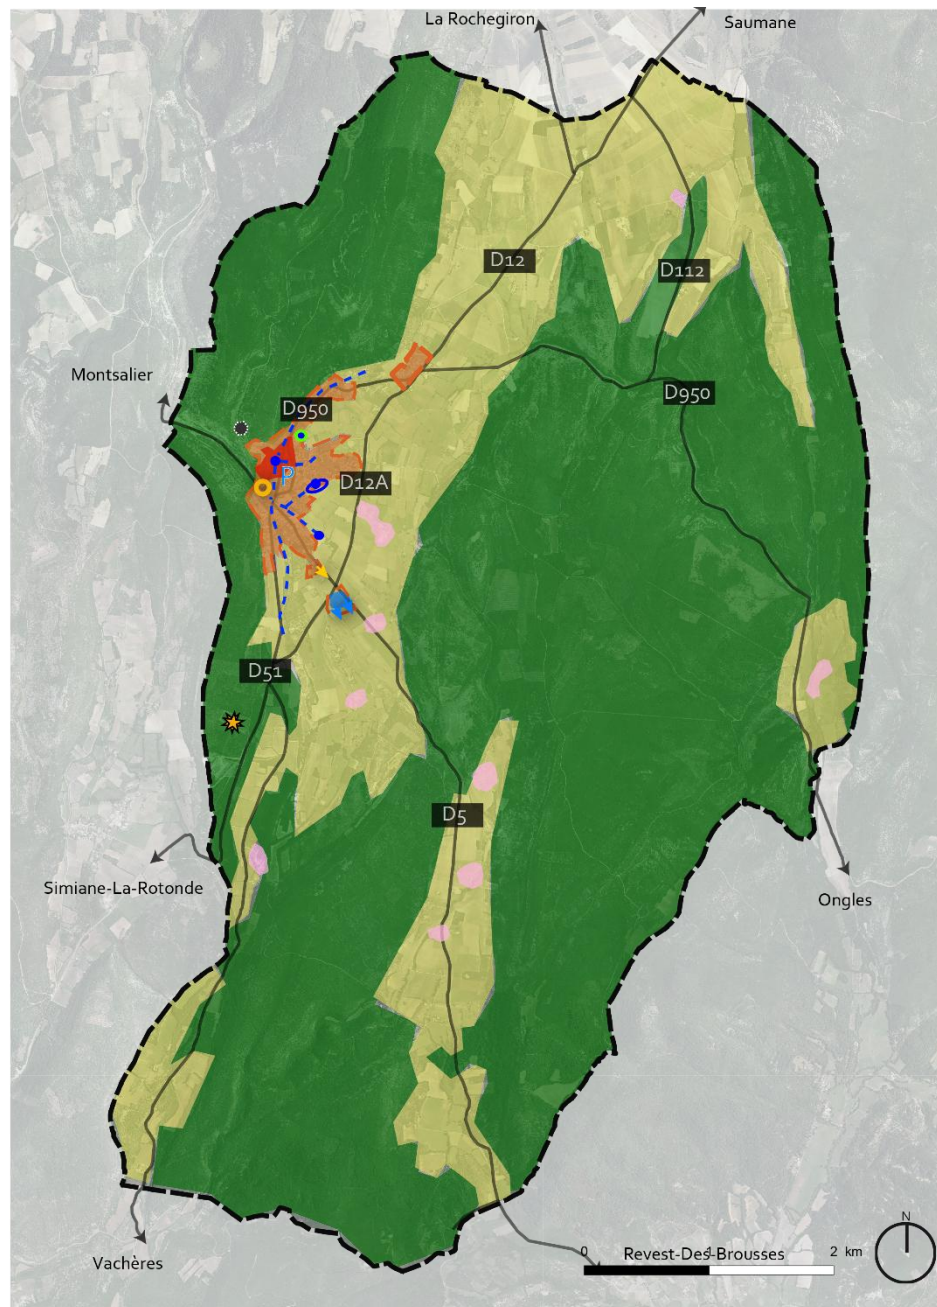 La Rochegiron
Saumane
D12
D112
Montsalier
D950
D950
P
D12A
D51
D5
Simiane-La-Rotonde
Ongles
N
0
Revest-Des-Brousses
1
2 km
Vachères